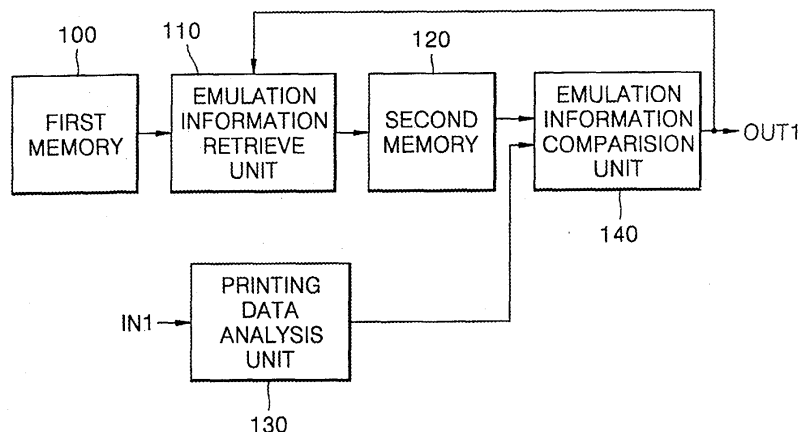 100
FIRST
MEMORY
110
EMULATION
INFORMATION
RETRIEVE
UNIT
120
SECOND
MEMORY
EMULATION
INFORMATION
COMPARISION
UNIT
140
OUT1
IN1
PRINTING
DATA
ANALYSIS
UNIT
130